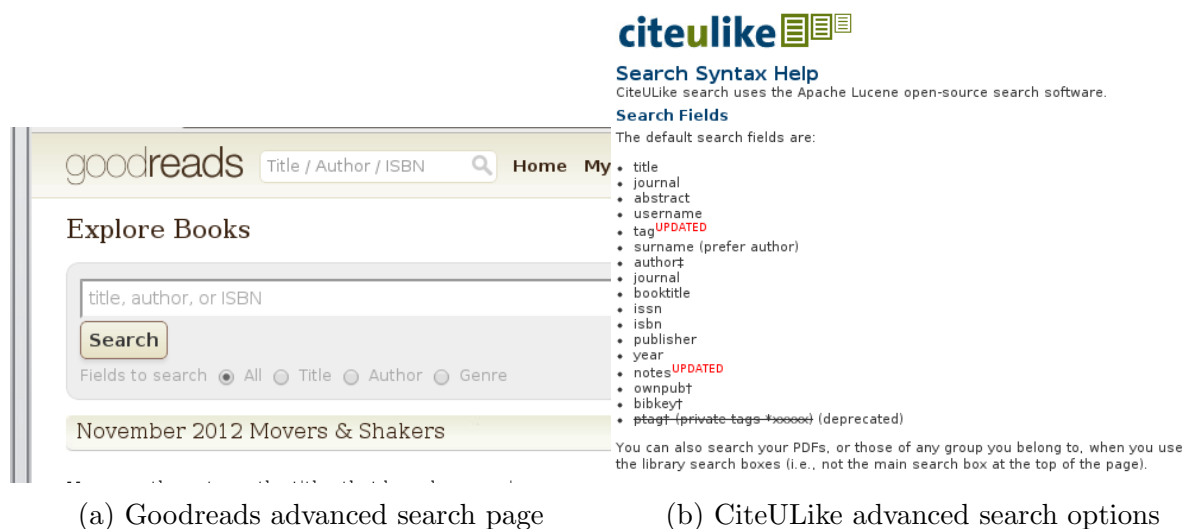 goodreads Title / Author / ISBN Home My
Explore Books
title, author, or ISBN
Search
Fields to search All Title Author Genre
November 2012 Movers & Shakers
(a) Goodreads advanced search page
citeulike
Search Syntax Help
CiteULike search uses the Apache Lucene open-source search software.
Search Fields
The default search fields are:
• title
• journal
• abstract
• username
• tagUPDATED
• surname (prefer author)
• author‡
• journal
• booktitle
• issn
• isbn
• publisher
• year
• notesUPDATED
• ownpub†
• bibkey†
• ptag† (private tags *xxxxx) (deprecated)
You can also search your PDFs, or those of any group you belong to, when you use
the library search boxes (i.e., not the main search box at the top of the page).
(b) CiteULike advanced search options